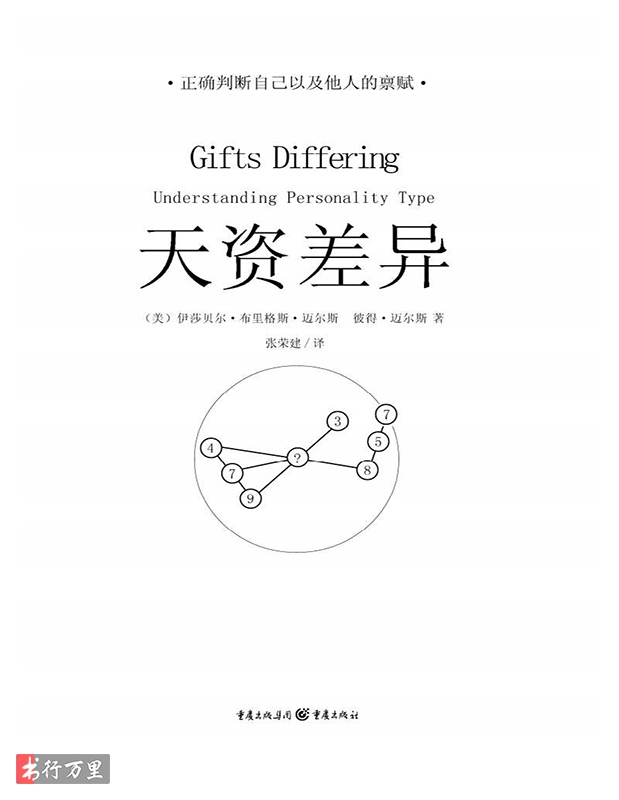 ·正确判断自己以及他人的禀赋·
Gifts Differing
Understanding Personality Type
天资差异
（美）伊莎贝尔·布里格斯·迈尔斯 彼得·迈尔斯 著
张荣建/译
3
7
5
4
?
7
8
9
重庆出版集团 重庆出版社
书行万里